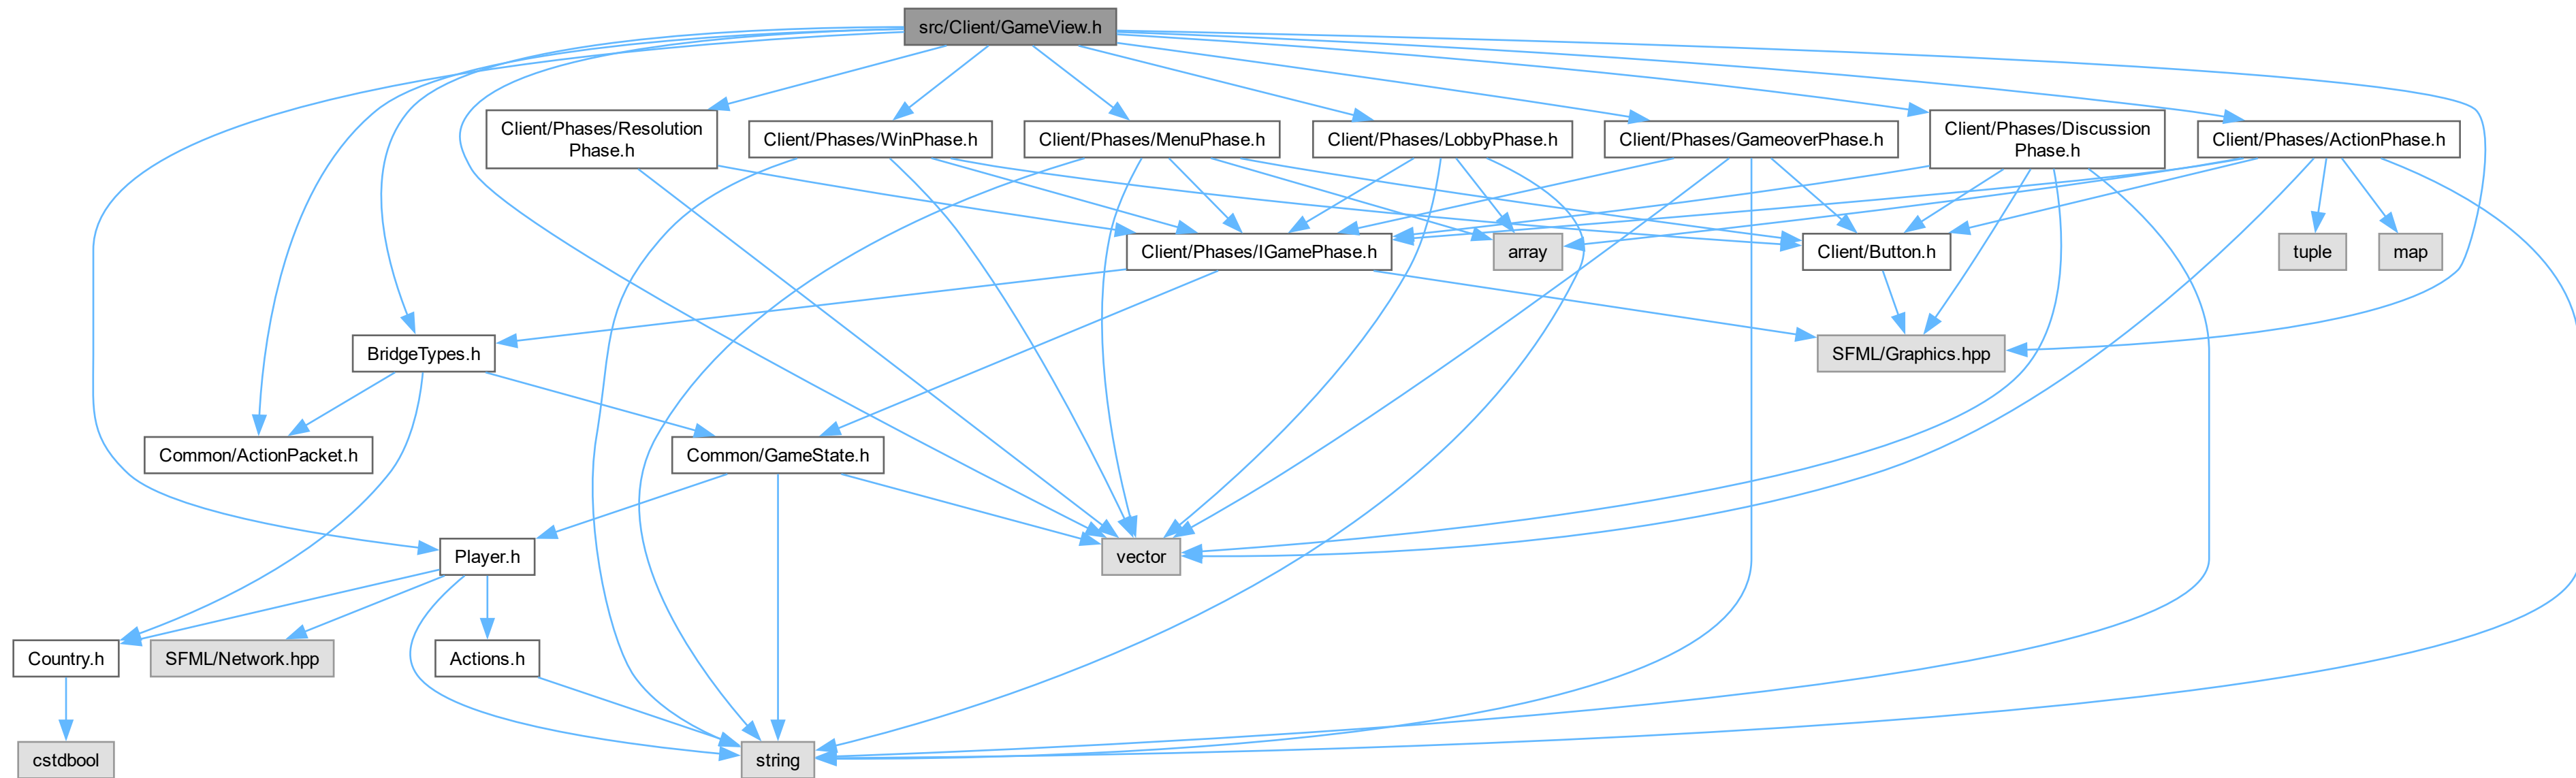 src/Client/GameView.h
Client/Phases/Resolution
Phase.h
Client/Phases/WinPhase.h
Client/Phases/MenuPhase.h
Client/Phases/LobbyPhase.h
Client/Phases/GameoverPhase.h
Client/Phases/Discussion
Phase.h
Client/Phases/ActionPhase.h
Client/Phases/IGamePhase.h
array
Client/Button.h
tuple
map
BridgeTypes.h
SFML/Graphics.hpp
Common/ActionPacket.h
Common/GameState.h
Player.h
vector
Country.h
SFML/Network.hpp
Actions.h
cstdbool
string